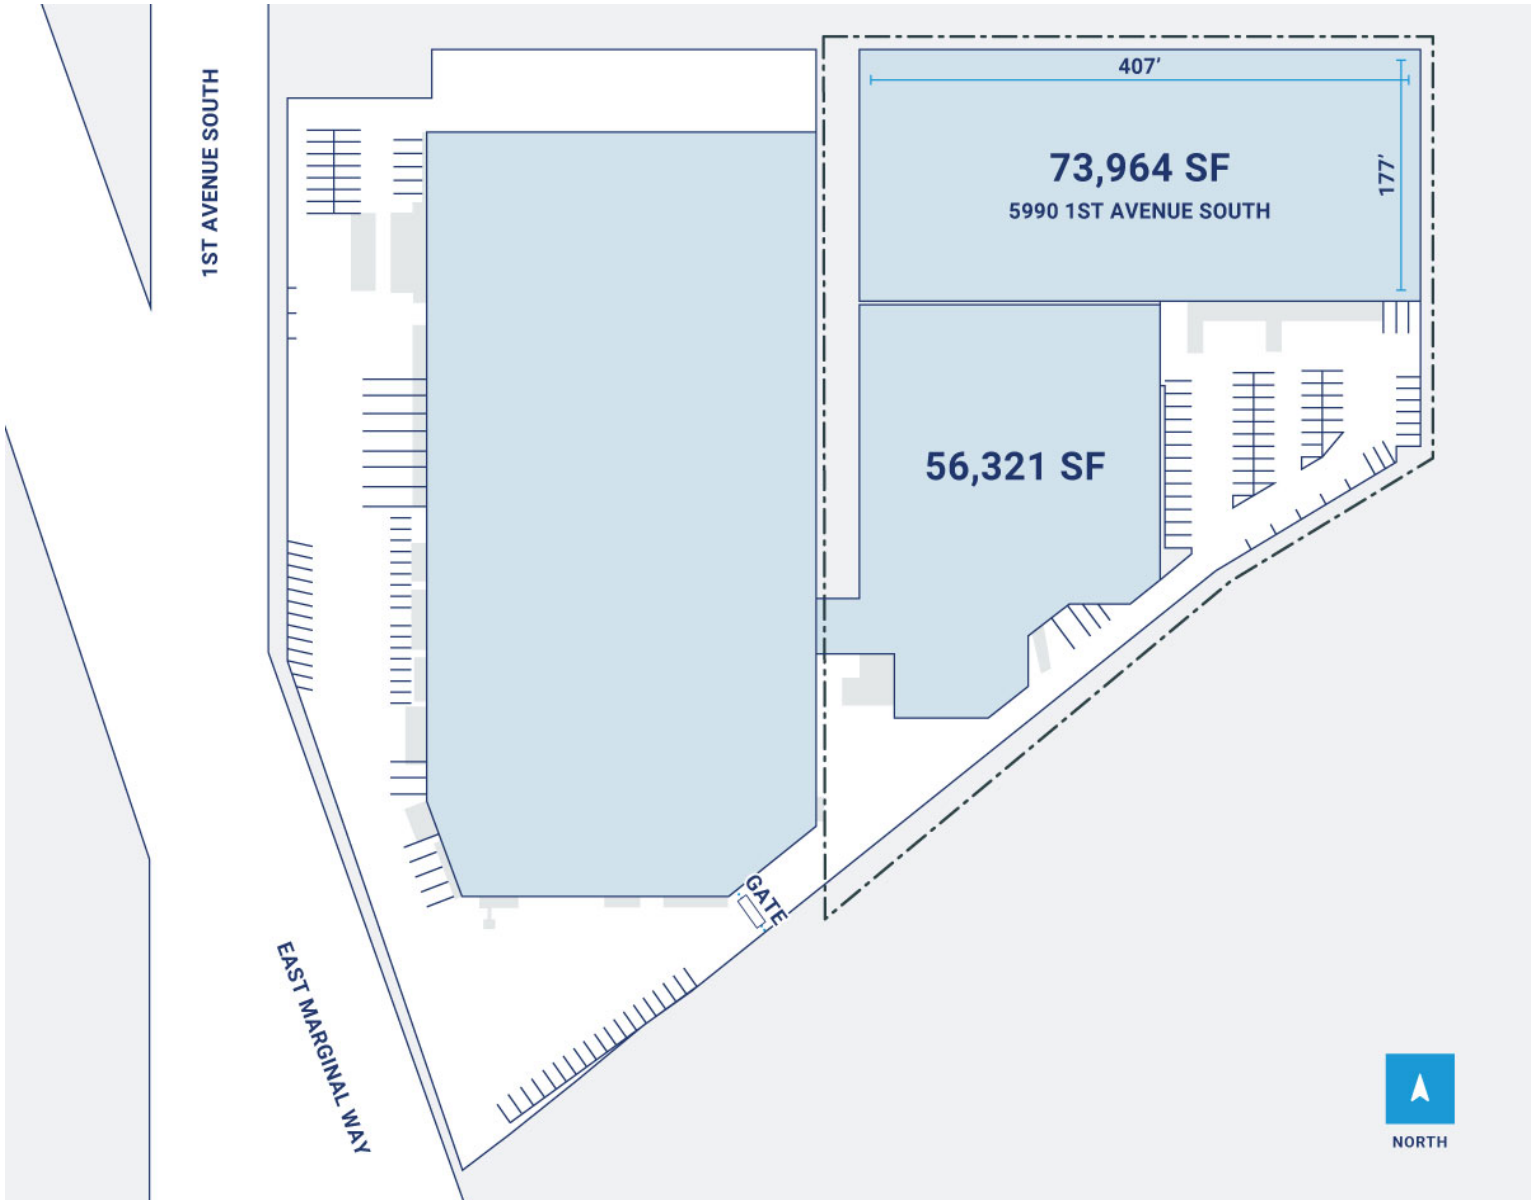 1ST AVENUE SOUTH
407’
177’
73,964 SF
5990 1ST AVENUE SOUTH
56,321 SF
GATE
EAST MARGINAL WAY
NORTH